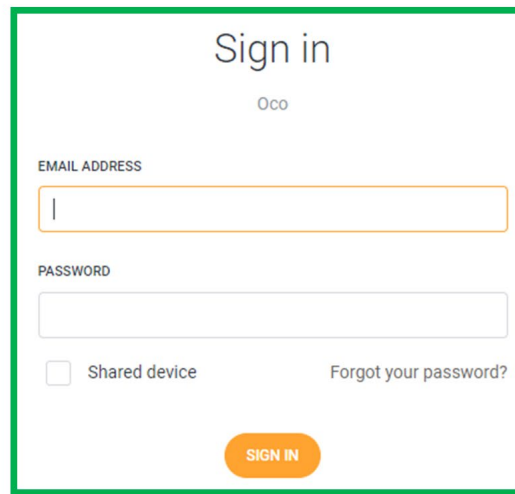 Sign in
Oco
EMAIL ADDRESS
PASSWORD
Shared device Forgot your password?
SIGN IN